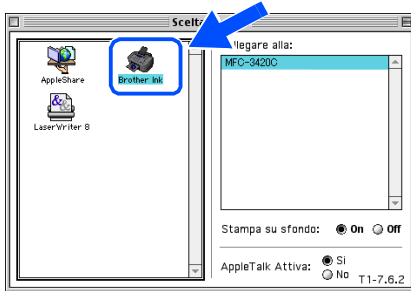 Scelta
llegare alla:
AppleShare
Brother Ink
MFC-3420C
LaserWriter 8
Stampa su sfondo: On Off
AppleTalk Attiva: Si
No
T1-7.6.2